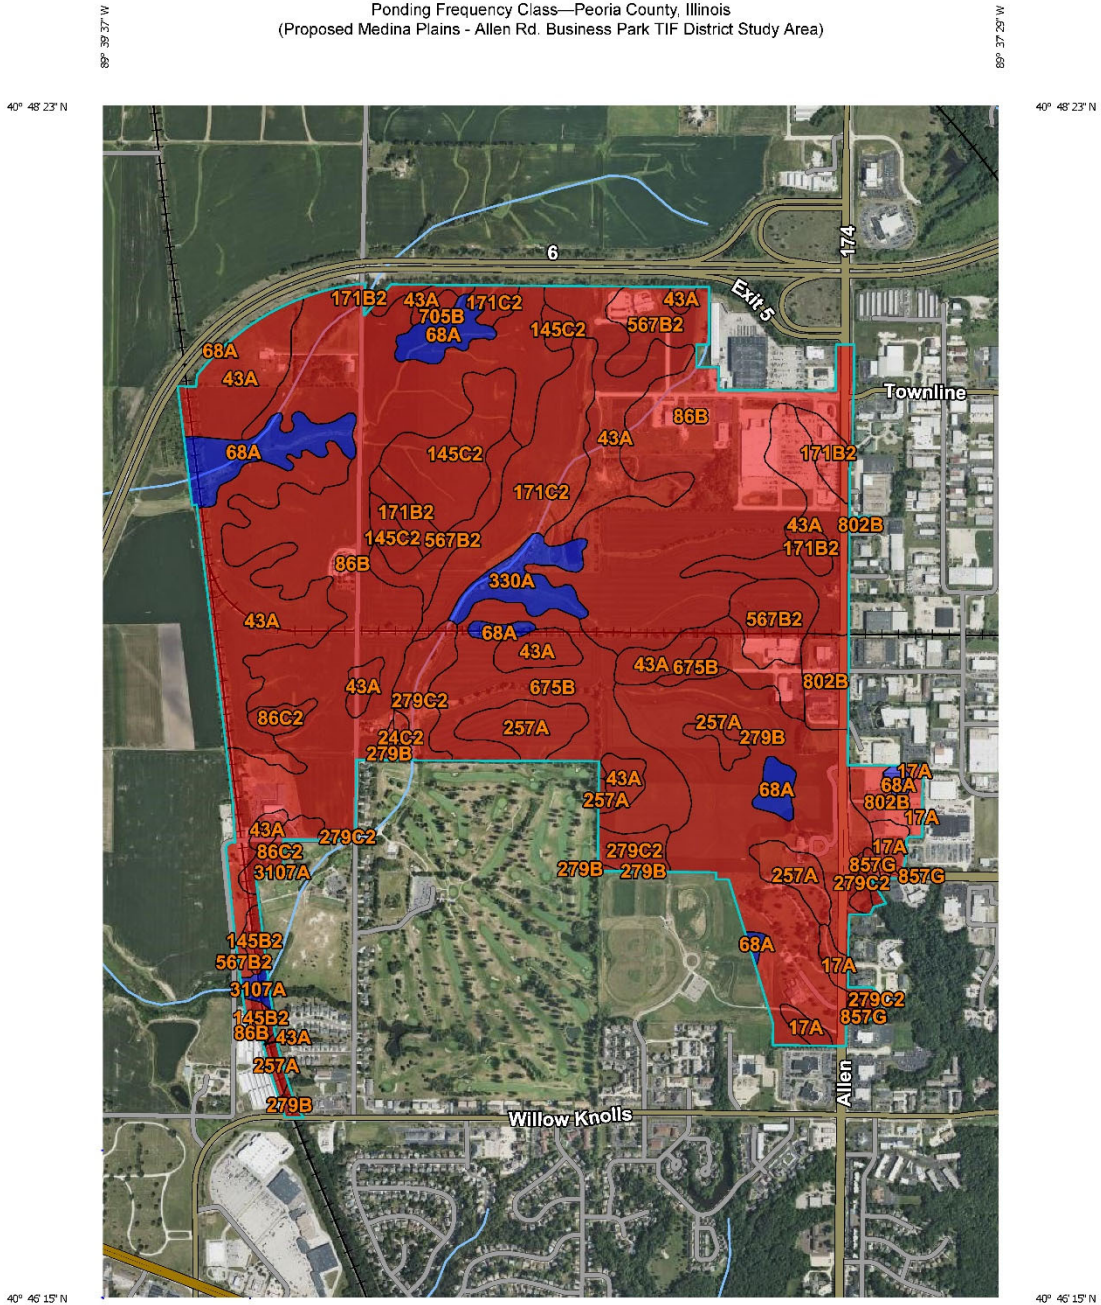 Ponding Frequency Class—Peoria County, Illinois
(Proposed Medina Plains - Allen Rd. Business Park TIF District Study Area)
89° 39' 37" W
89° 37' 29" W
40° 48' 23" N
40° 48' 23" N
174
6
Exit 5
171B2
43A
171C2
43A
705B
145C2
567B2
68A
68A
43A
Townline
86B
43A
68A
145C2
171B2
171C2
171B2
43A
802B
145C2
567B2
171B2
86B
330A
43A
567B2
68A
43A
43A
675B
43A
675B
802B
279C2
86C2
257A
257A
24C2
279B
279B
17A
43A
68A
68A
257A
802B
17A
43A
279C2
86C2
279C2
17A
3107A
279B
279B
257A
857G
857G
279C2
145B2
68A
567B2
17A
3107A
279C2
145B2
857G
86B
43A
17A
257A
Allen
279B
Willow Knolls
40° 46' 15" N
40° 46' 15" N